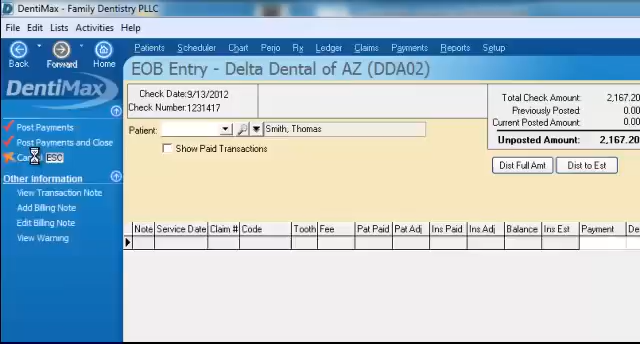 DentiMax - Family Dentistry PLLC
File Edit Lists Activities Help
Back Forward Home
Patients Scheduler Chart Perio Rx Ledger Claims Payments Reports Setup
DentiMax
EOB Entry - Delta Dental of AZ (DDA02)
Check Date: 9/13/2012
Check Number: 1231417
Total Check Amount: 2,167.20
Previously Posted: 0.00
Current Posted Amount: 0.00
Unposted Amount: 2,167.20
Post Payments
Post Payments and Close
ESC
Patient: Smith, Thomas
Show Paid Transactions
Dist Full Amt Dist to Est
Other Information
View Transaction Note
Add Billing Note
Edit Billing Note
View Warning
Note Service Date Claim # Code Tooth Fee Pat Paid Pat Adj Ins Paid Ins Adj Balance Ins Est Payment De